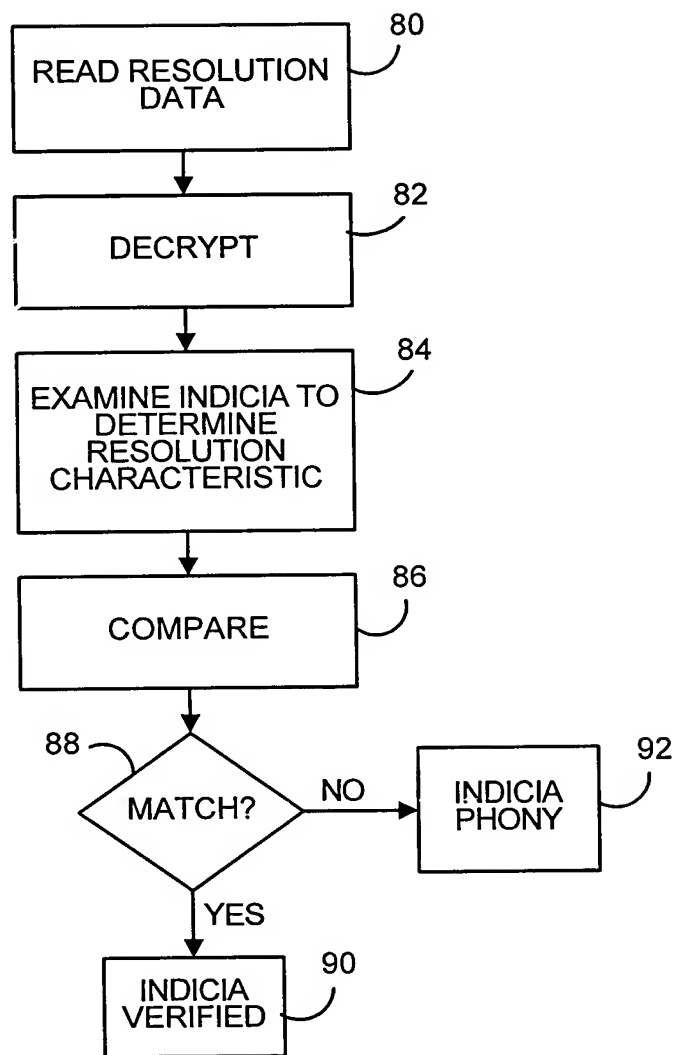 80
READ RESOLUTION
DATA
82
DECRYPT
84
EXAMINE INDICIA TO
DETERMINE
RESOLUTION
CHARACTERISTIC
86
COMPARE
88
MATCH?
NO
92
INDICIA
PHONY
YES
90
INDICIA
VERIFIED